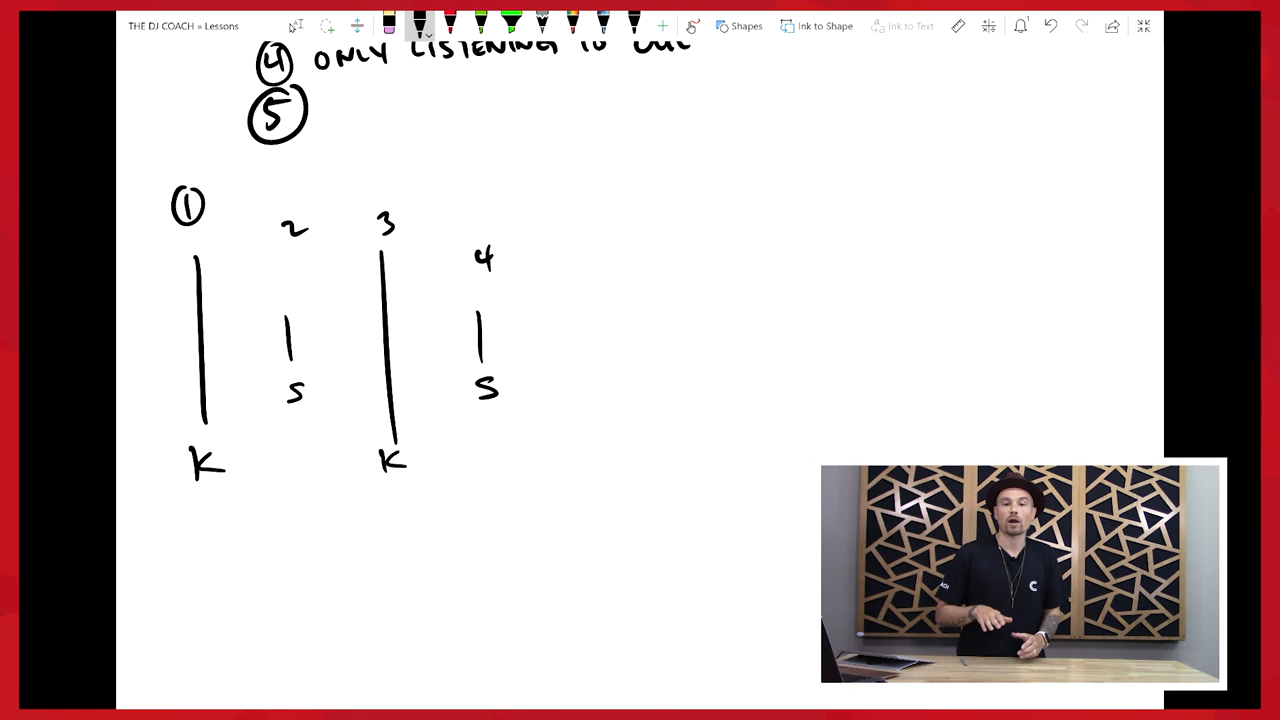 THE DJ COACH » Lessons
Shapes
Ink to Shape
Ink to Text
4 ONLY LISTENING TO
5
1 2 3 4
S S
K K
C